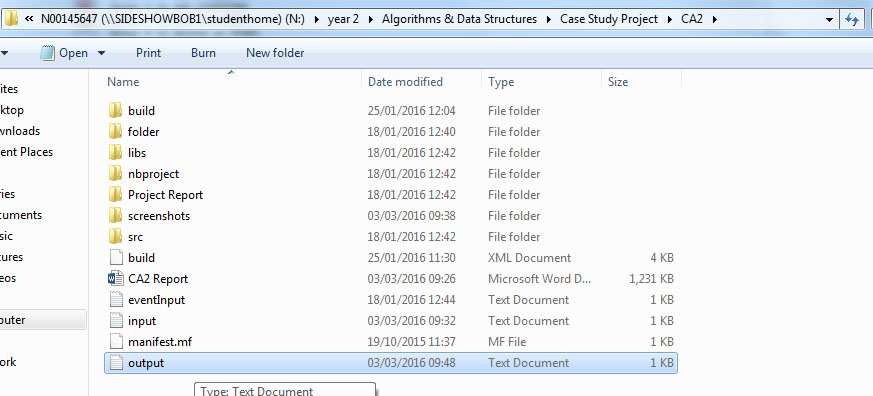 « N00145647 (\\SIDESHOWBOB1\studenthome) (N:) ▸ year 2 ▸ Algorithms & Data Structures ▸ Case Study Project ▸ CA2 ▸
Open Print Burn New folder
Name Date modified Type Size
ites
ktop
wnloads
ent Places
ries
cuments
sic
tures
eos
puter
ork
build 25/01/2016 12:04 File folder
folder 18/01/2016 12:40 File folder
libs 18/01/2016 12:42 File folder
nbproject 18/01/2016 12:42 File folder
Project Report 18/01/2016 12:42 File folder
screenshots 03/03/2016 09:38 File folder
src 18/01/2016 12:42 File folder
build 25/01/2016 11:30 XML Document 4 KB
CA2 Report 03/03/2016 09:26 Microsoft Word D... 1,231 KB
eventInput 18/01/2016 12:44 Text Document 1 KB
input 03/03/2016 09:32 Text Document 1 KB
manifest.mf 19/10/2015 11:37 MF File 1 KB
output 03/03/2016 09:48 Text Document 1 KB
Type: Text Document